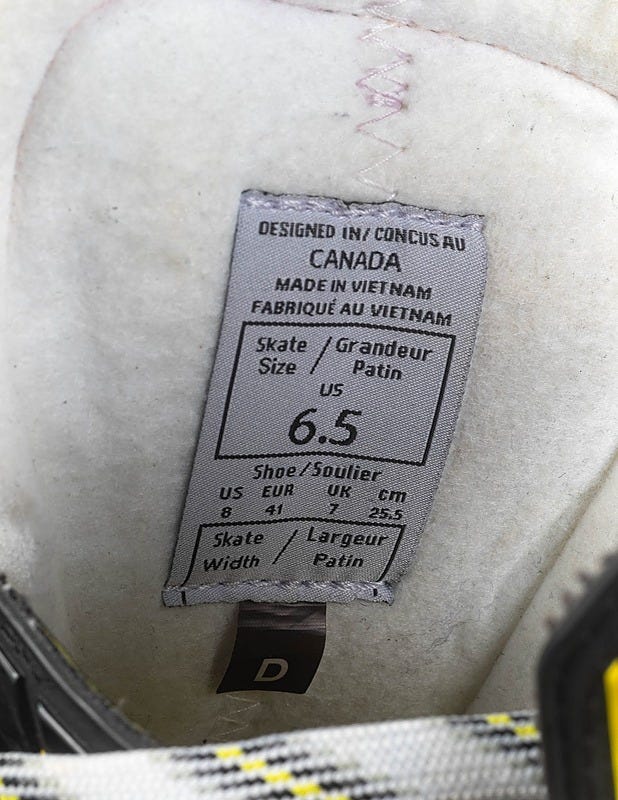 DESIGNED IN/ CONCUS AU
CANADA
MADE IN VIETNAM
FABRIQUÉ AU VIETNAM
Skate / Grandeur
Size Patin
US
6.5
Shoe/Soulier
US EUR UK cm
8 41 7 25.5
Skate / Largeur
Width Patin
D